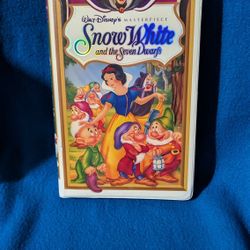 WALT DISNEY'S MASTERPIECE
Snow White
and the Seven Dwarfs